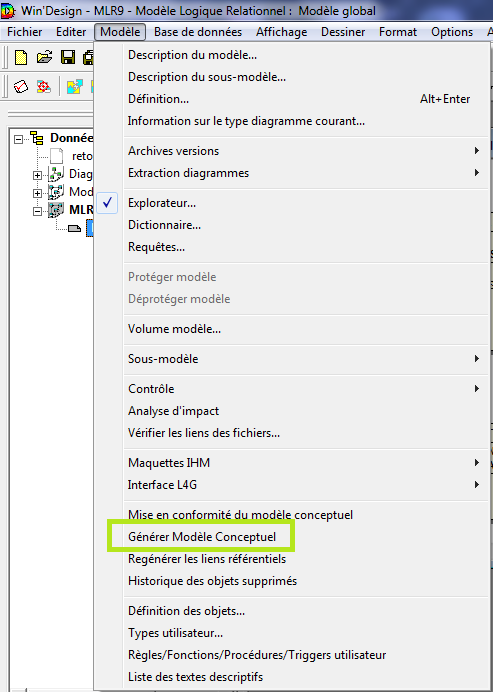 Win'Design - MLR9 - Modèle Logique Relationnel : Modèle global
Fichier Editer Modèle Base de données Affichage Dessiner Format Options
Description du modèle...
Description du sous-modèle...
Définition... Alt+Enter
Information sur le type diagramme courant...
Archives versions
Extraction diagrammes
Explorateur...
Dictionnaire...
Requêtes...
Protéger modèle
Déprotéger modèle
Volume modèle...
Sous-modèle
Contrôle
Analyse d'impact
Vérifier les liens des fichiers...
Maquettes IHM
Interface L4G
Mise en conformité du modèle conceptuel
Générer Modèle Conceptuel
Regénérer les liens référentiels
Historique des objets supprimés
Définition des objets...
Types utilisateur...
Règles/Fonctions/Procédures/Triggers utilisateur
Liste des textes descriptifs
Donnée
reto
Diag
Mod
MLR9